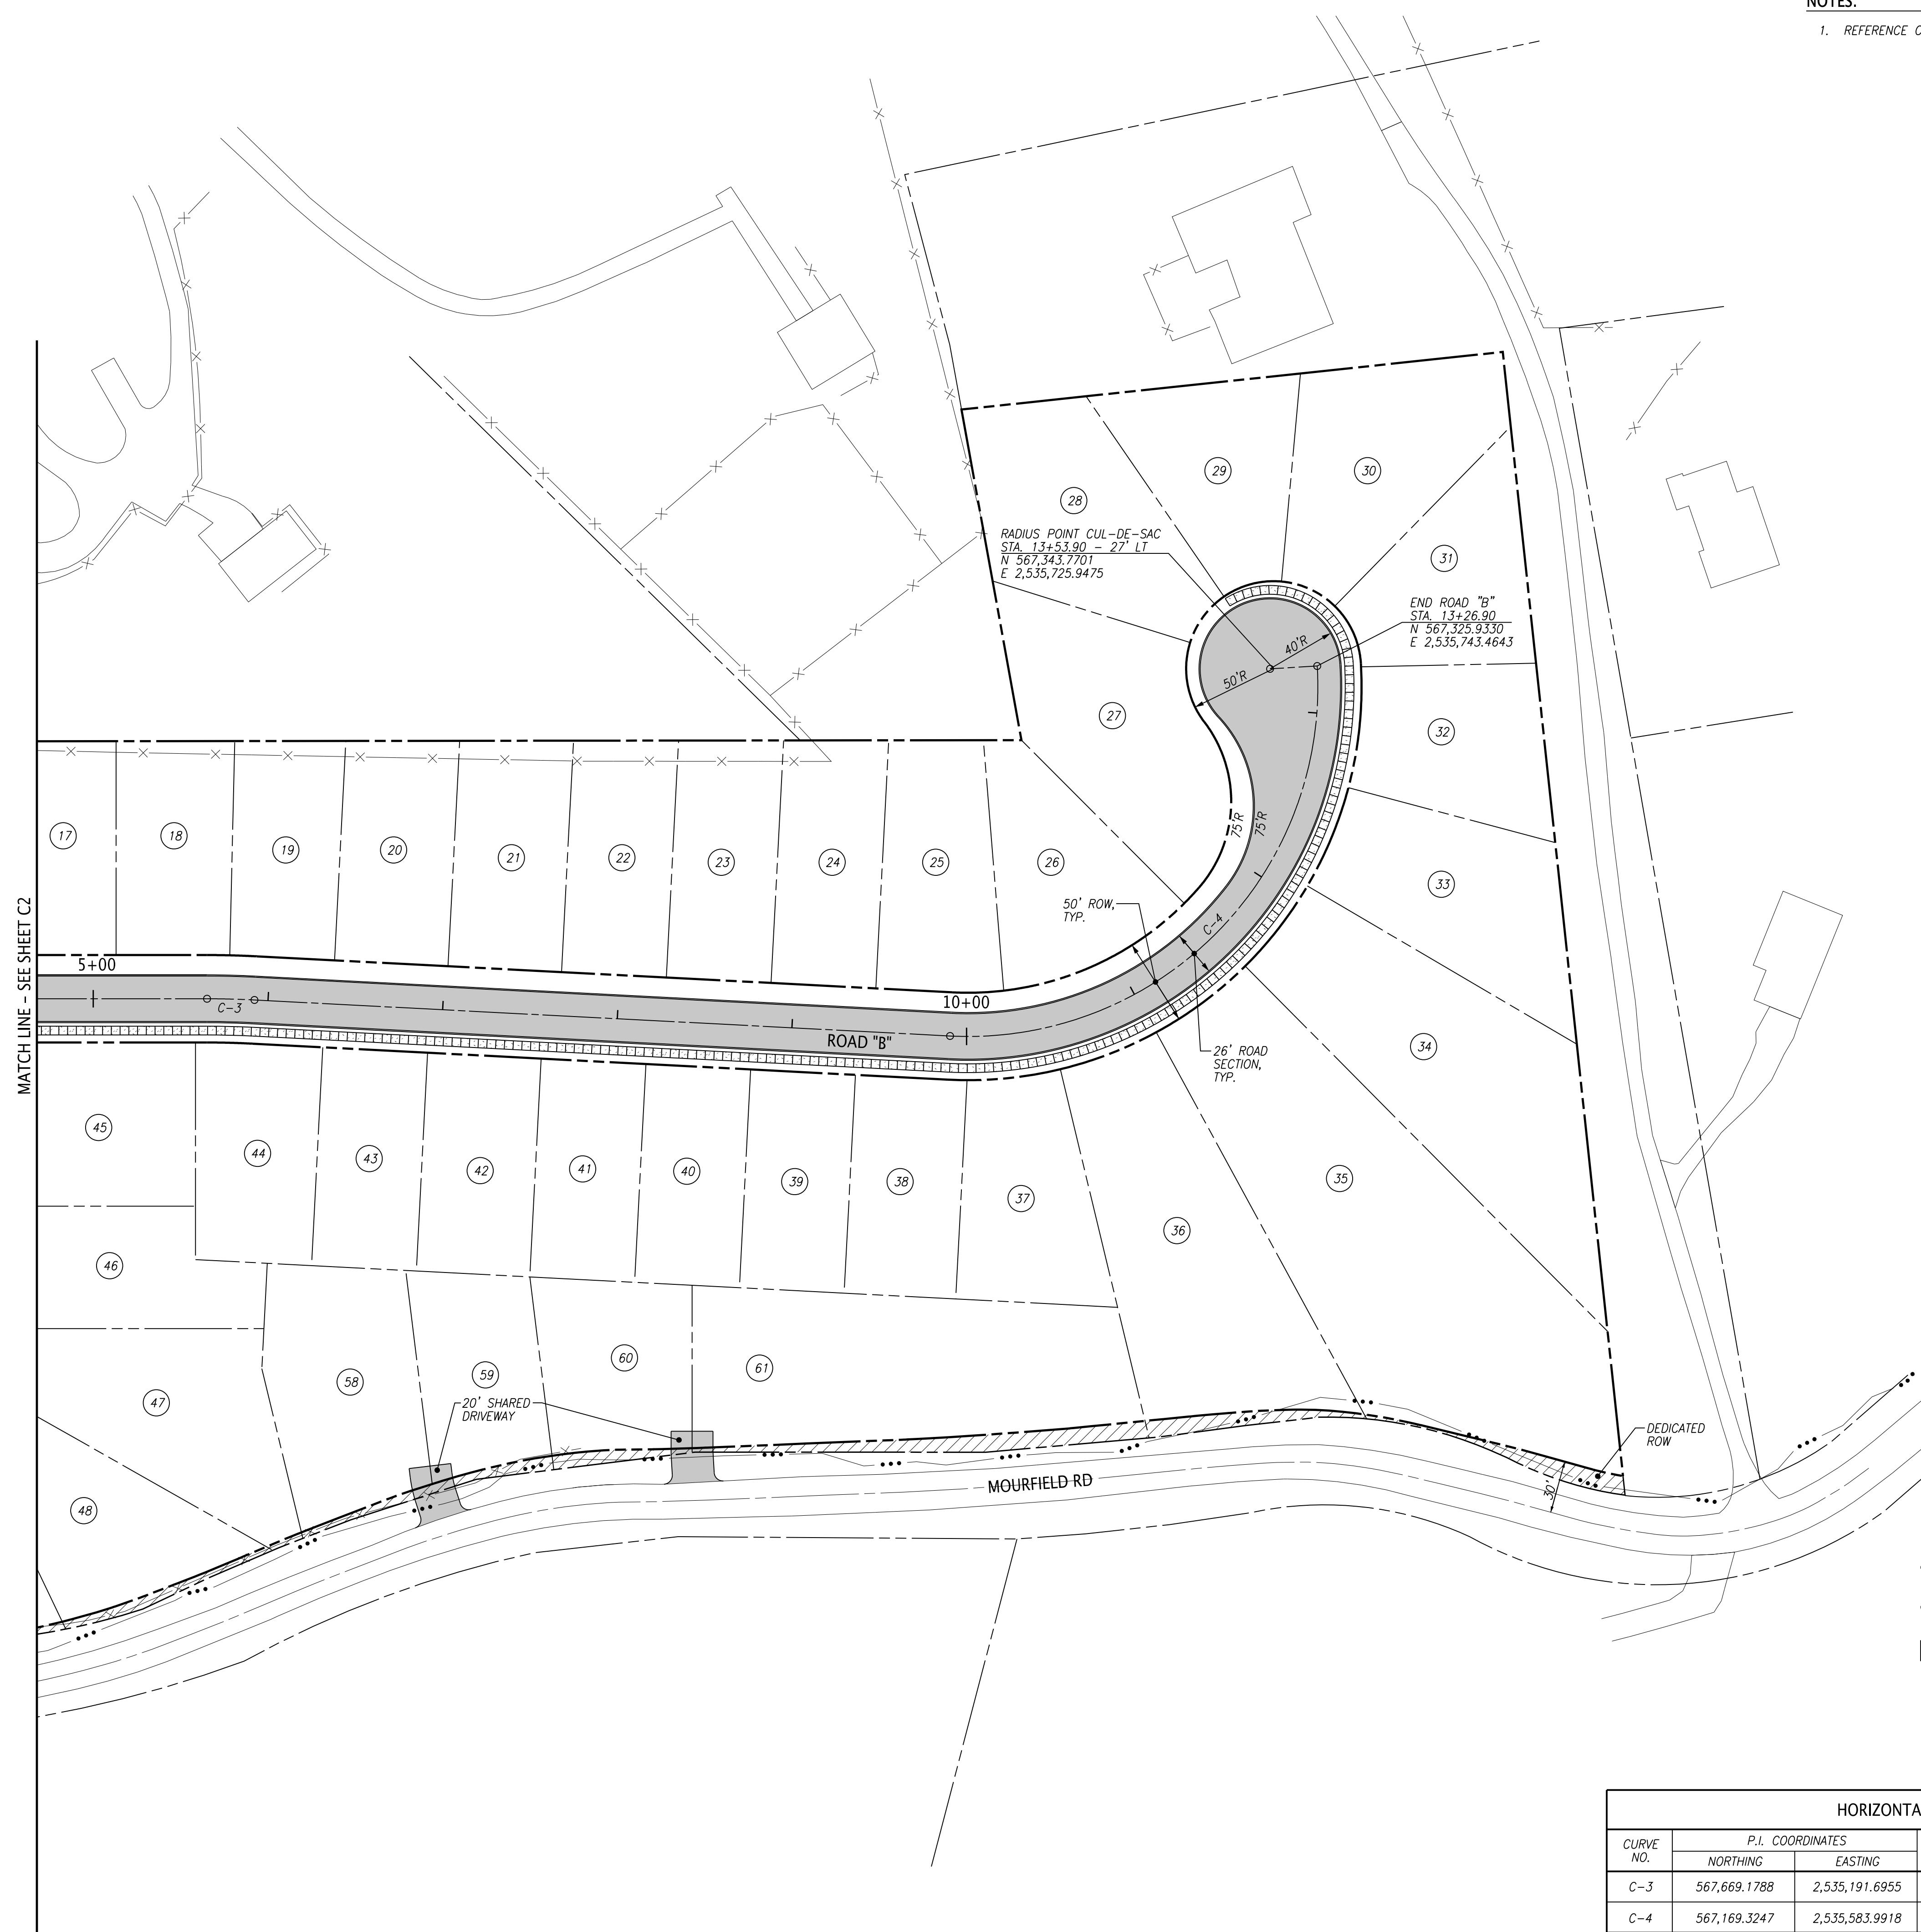 NOTES:
1. REFERENCE
28
29
30
31
RADIUS POINT CUL-DE-SAC
STA. 13+53.90 - 27' LT
N 567,343.7701
E 2,535,725.9475
END ROAD "B"
STA. 13+26.90
N 567,325.9330
E 2,535,743.4643
40'R
50'R
27
32
75'R
75'R
17
18
19
20
21
22
23
24
25
26
33
50' ROW,
TYP.
C-4
MATCH LINE - SEE SHEET C2
5+00
C-3
10+00
ROAD "B"
26' ROAD
SECTION,
TYP.
34
45
44
43
42
41
40
39
38
37
35
36
46
47
58
59
60
61
20' SHARED
DRIVEWAY
DEDICATED
ROW
30'
MOURFIELD RD
48
HORIZONTA
CURVE
NO.
P.I. COORDINATES
NORTHING
EASTING
C-3
567,669.1788
2,535,191.6955
C-4
567,169.3247
2,535,583.9918